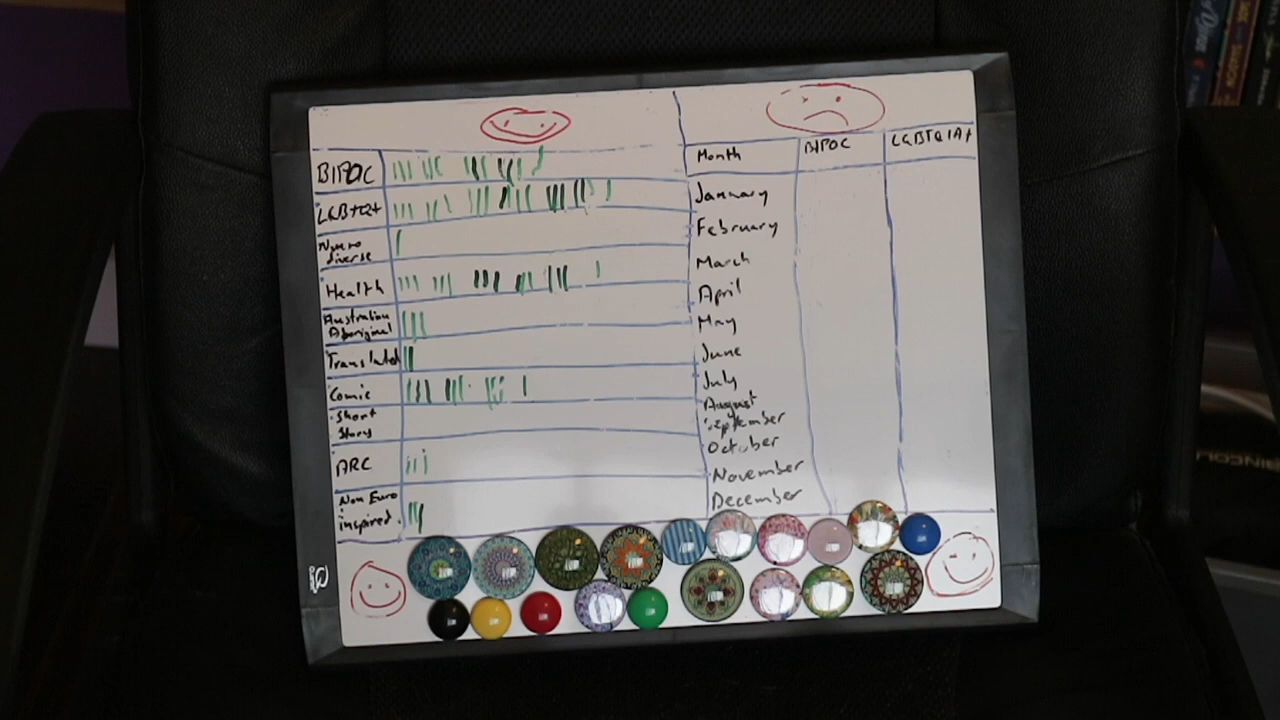 BIPOC
LGBTQ+
Neuro
diverse
Health
Australian
Aboriginal
Translated
Comic
Short
Story
ARC
Non Euro
inspired.
Month
BIPOC
LGBTQIA+
January
February
March
April
May
June
July
August
September
October
November
December